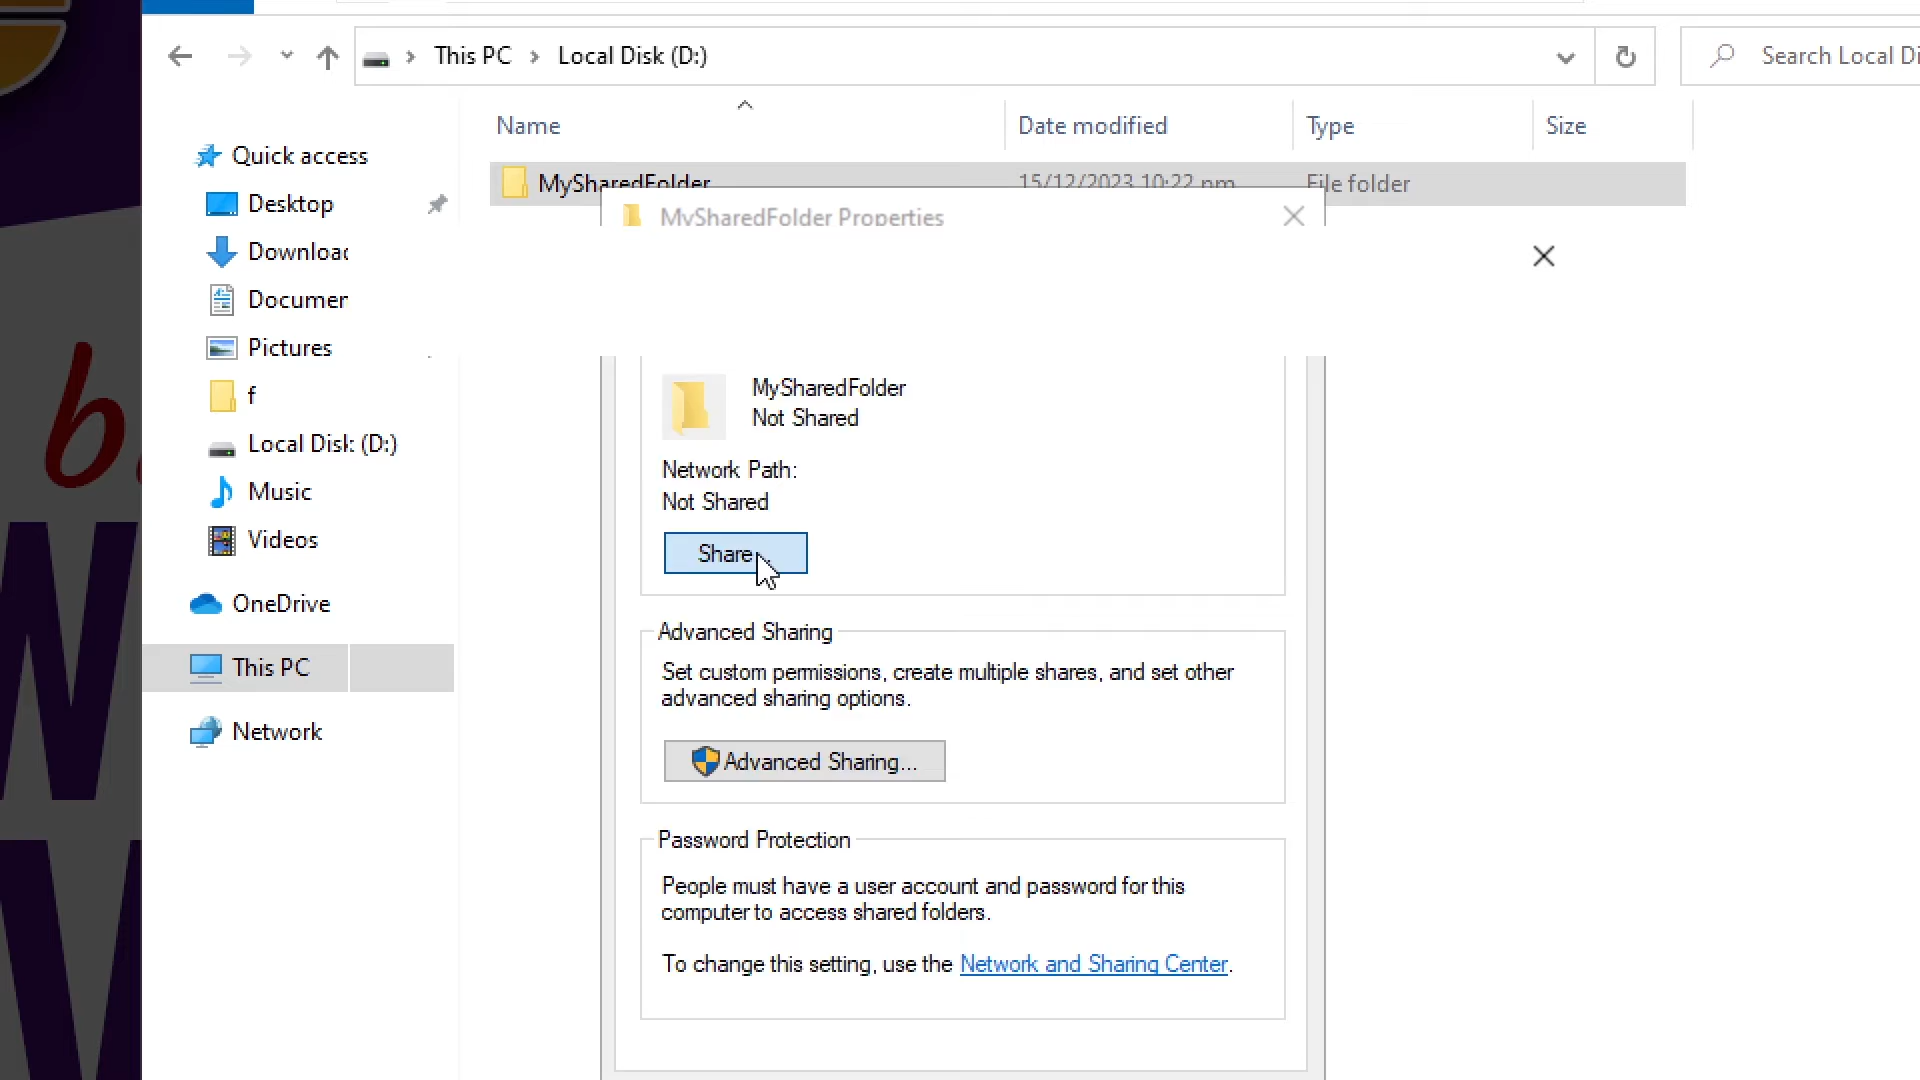 This PC
Local Disk (D:)
Name
Date modified
Type
Size
Quick access
MySharedFolder
15/12/2023 10:22 pm
File folder
Desktop
MySharedFolder Properties
Pictures
MySharedFolder
f
Not Shared
Local Disk (D:)
Network Path:
Music
Not Shared
Videos
Share
OneDrive
Advanced Sharing
This PC
Set custom permissions, create multiple shares, and set other
advanced sharing options.
Network
Advanced Sharing...
Password Protection
People must have a user account and password for this
computer to access shared folders.
To change this setting, use the Network and Sharing Center.
Search Local
Downloa
Documen
b